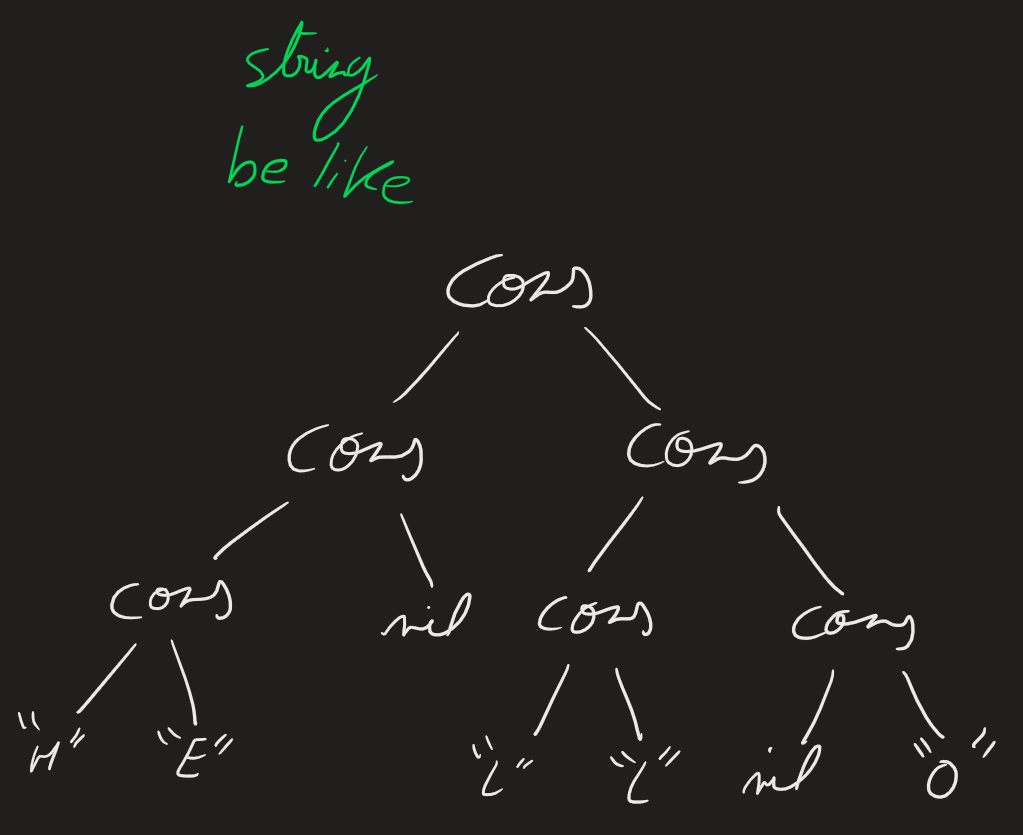 string
be like
Cons
Cons Cons
Cons nil Cons Cons
"H" "E" "L" "L" nil "O"